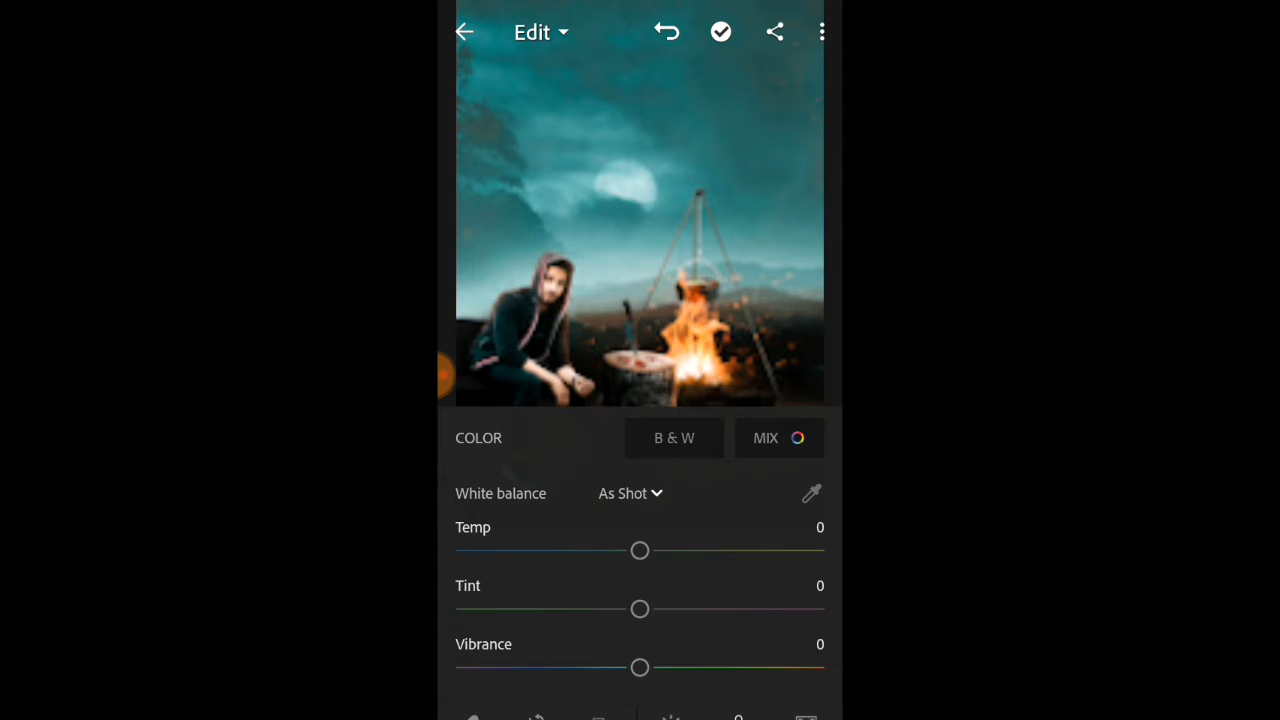 Edit
COLOR B & W MIX
White balance As Shot
Temp 0
Tint 0
Vibrance 0